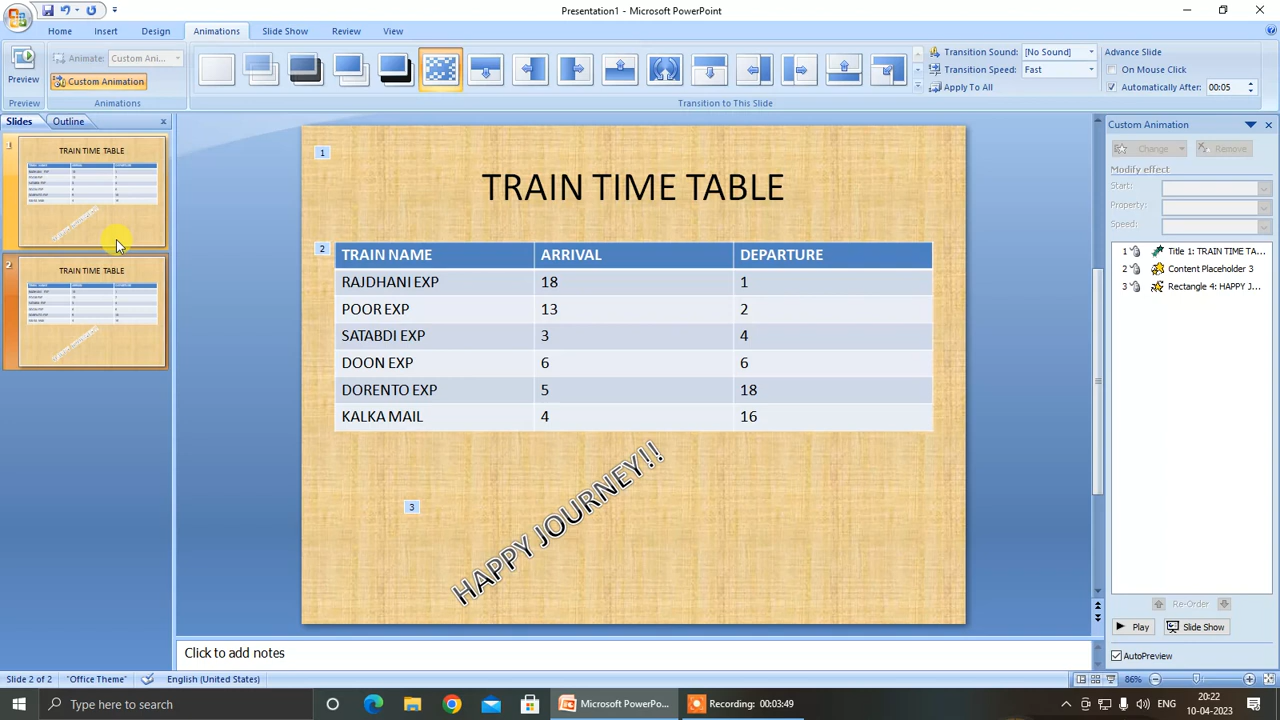 Presentation1 - Microsoft PowerPoint
Home Insert Design Animations Slide Show Review View
Preview
Preview
Animate: Custom Ani...
Custom Animation
Animations
Transition Sound: [No Sound]
Transition Speed: Fast
Apply To All
Transition to This Slide
Advance Slide
On Mouse Click
Automatically After: 00:05
Slides Outline
1
TRAIN TIME TABLE
2
TRAIN TIME TABLE
1
TRAIN TIME TABLE
2
TRAIN NAME ARRIVAL DEPARTURE
RAJDHANI EXP 18 1
POOR EXP 13 2
SATABDI EXP 3 4
DOON EXP 6 6
DORENTO EXP 5 18
KALKA MAIL 4 16
3
HAPPY JOURNEY!!
Click to add notes
Custom Animation
Change Remove
Modify effect
Start:
Property:
Speed:
1 Title 1: TRAIN TIME TA...
2 Content Placeholder 3
3 Rectangle 4: HAPPY J...
Re-Order
Play Slide Show
AutoPreview
Slide 2 of 2 "Office Theme" English (United States) 86%
Type here to search
Microsoft PowerPo...
Recording: 00:03:49
ENG
20:22
10-04-2023